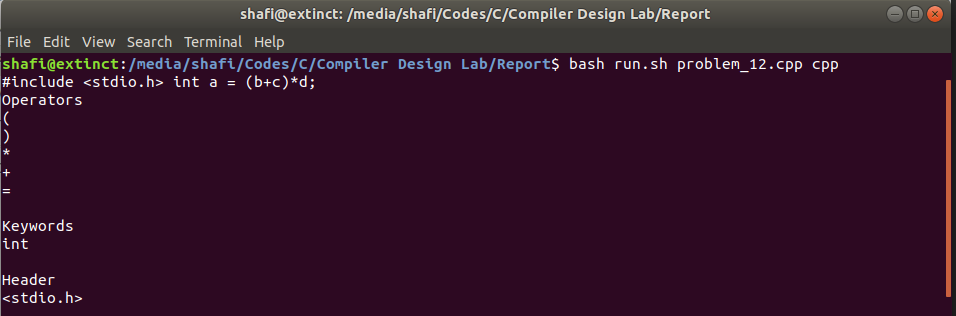 shafi@extinct: /media/shafi/Codes/C/Compiler Design Lab/Report
File Edit View Search Terminal Help
shafi@extinct:/media/shafi/Codes/C/Compiler Design Lab/Report$ bash run.sh problem_12.cpp cpp
#include <stdio.h> int a = (b+c)*d;
Operators
(
)
*
+
=
Keywords
int
Header
<stdio.h>